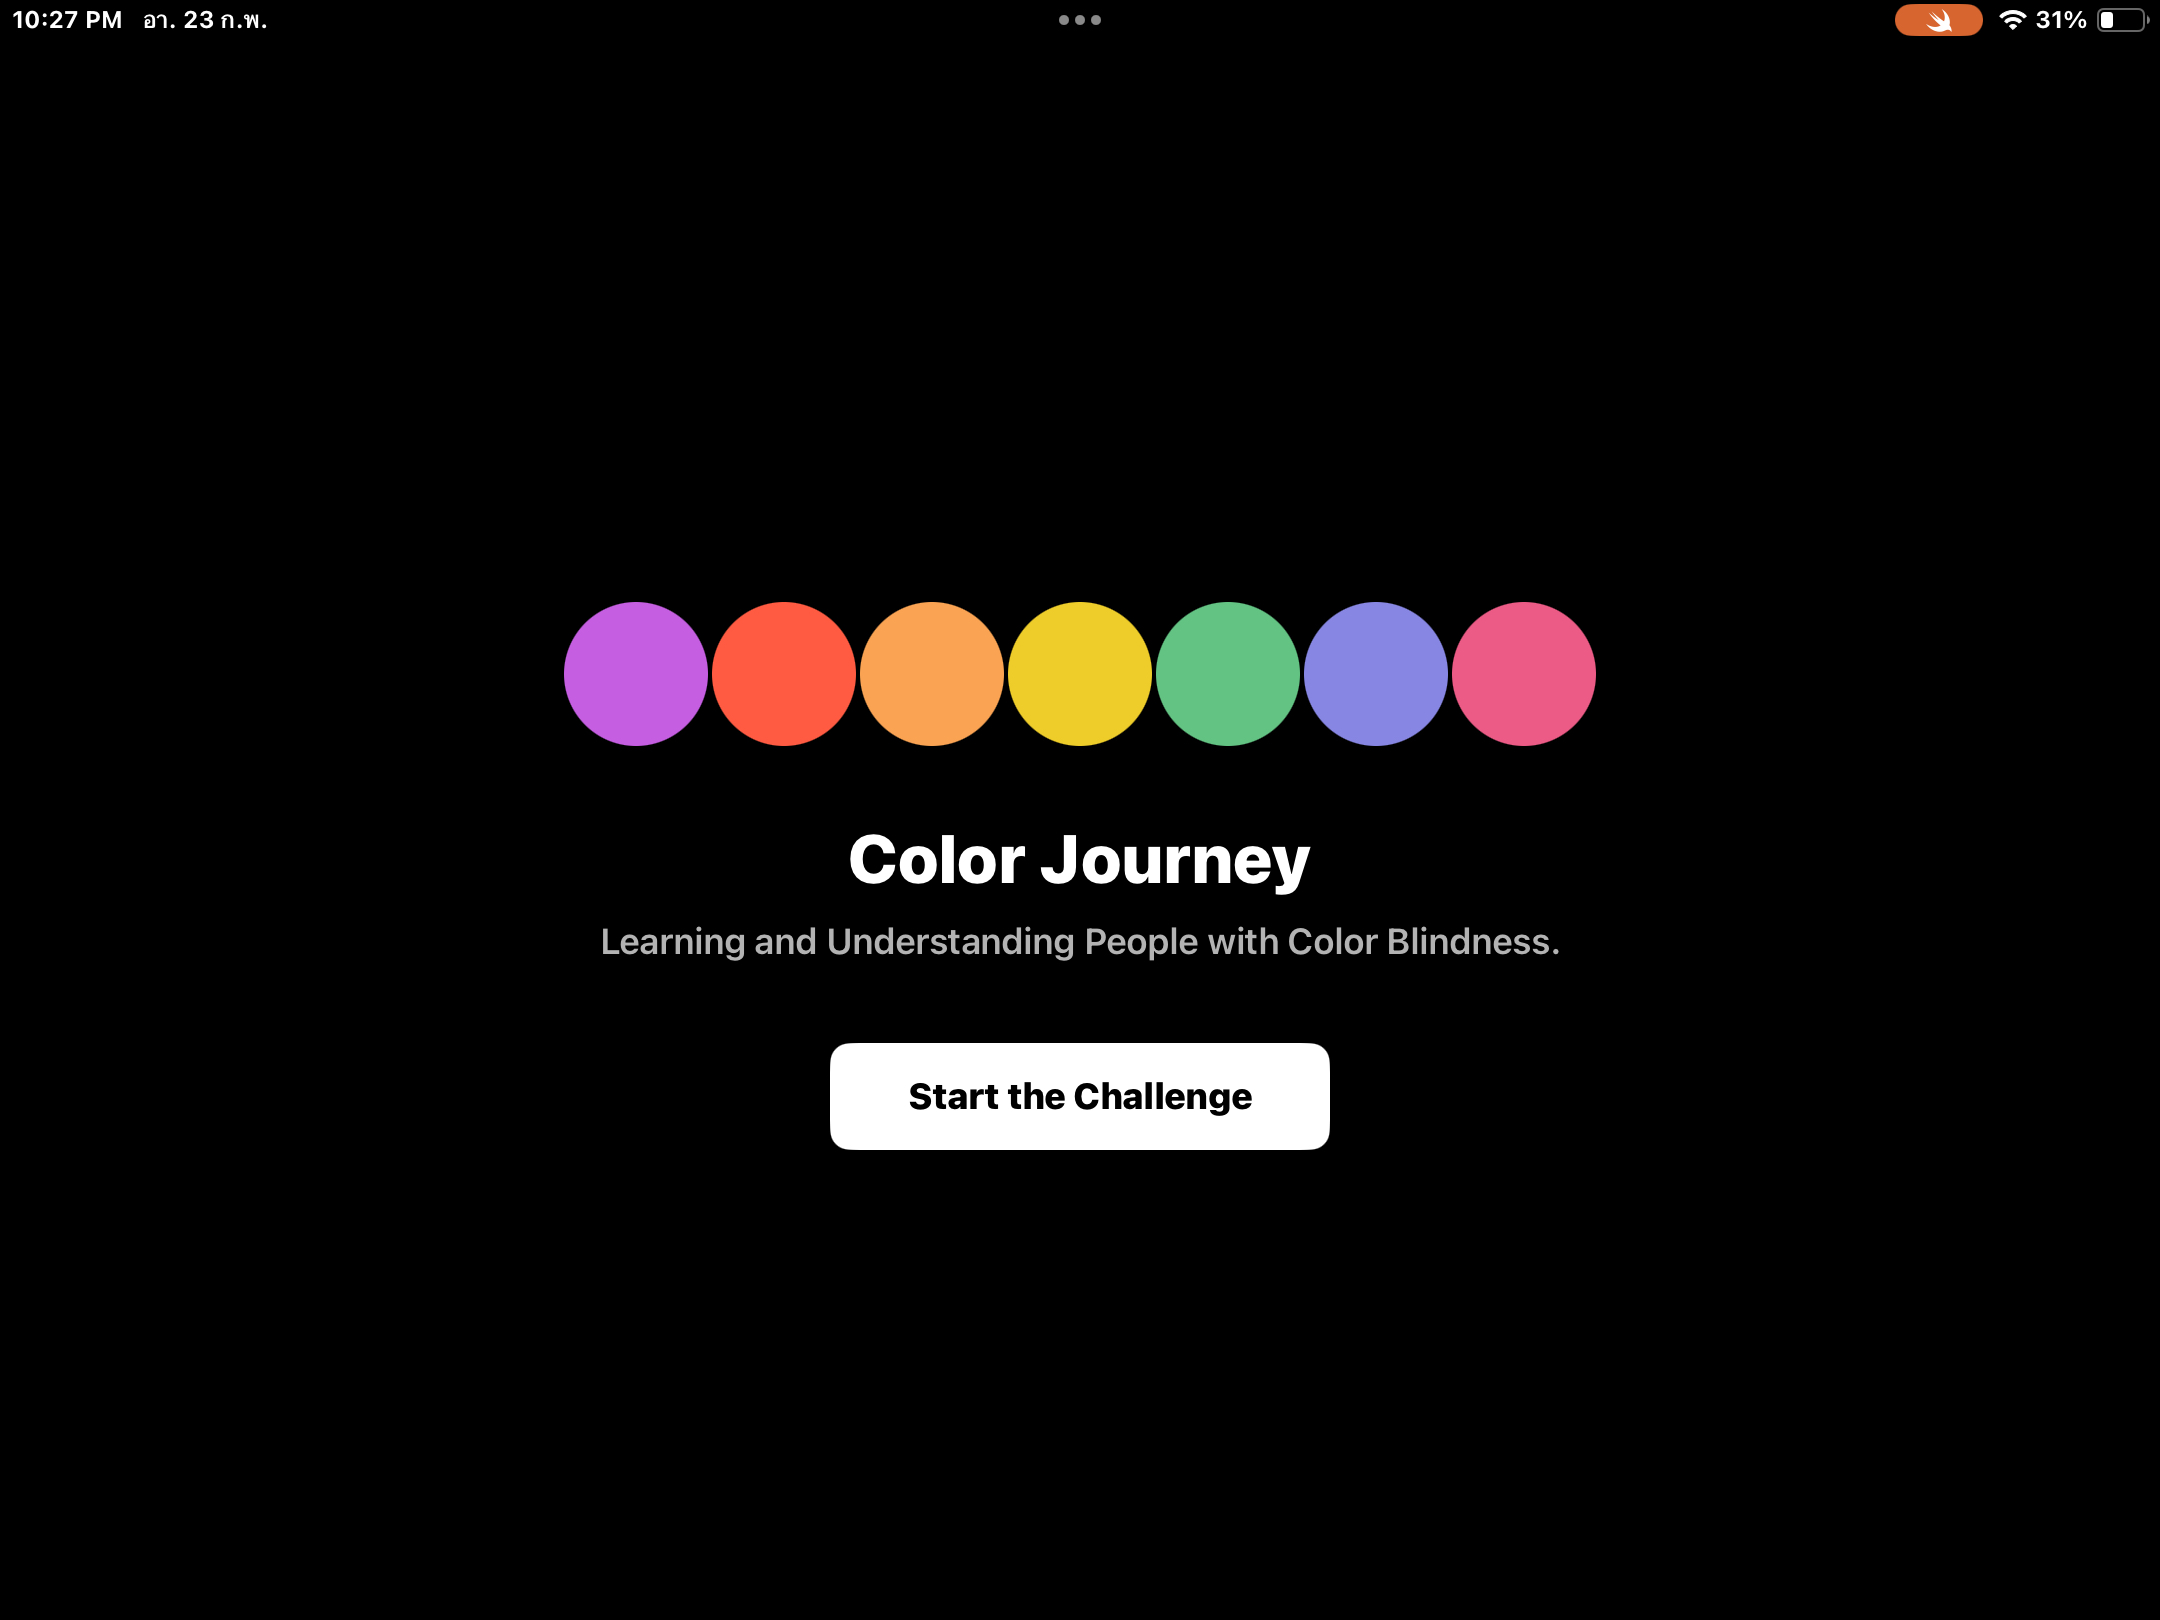 10:27 PM อา. 23 ก.พ.
31%
Color Journey
Learning and Understanding People with Color Blindness.
Start the Challenge